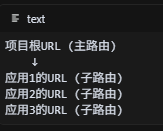 text
项目根URL (主路由)
↓
应用1的URL (子路由)
应用2的URL (子路由)
应用3的URL (子路由)